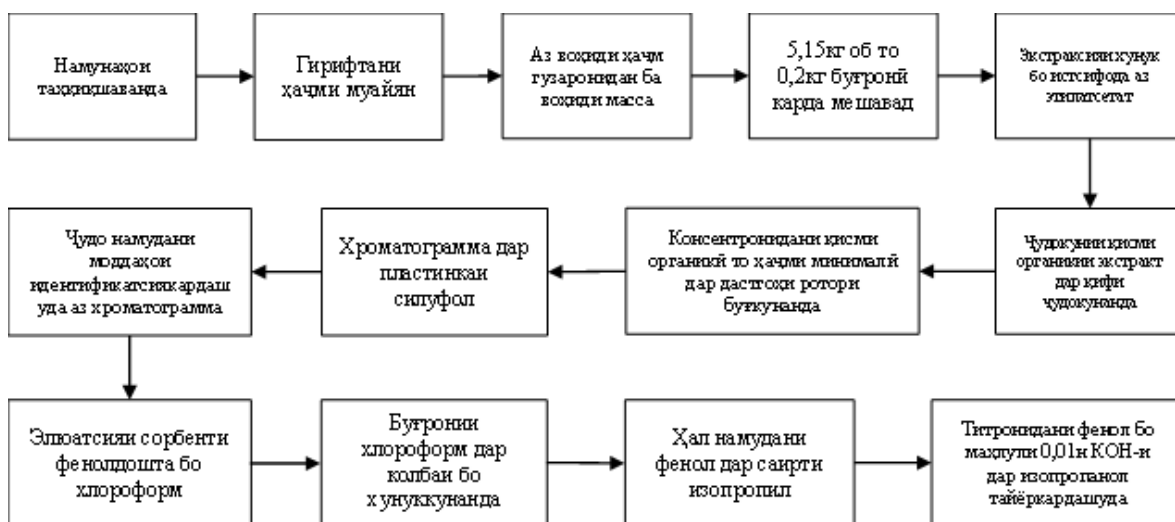 Намунаҳои
таҳқиқшаванда
Гирифтани
ҳаҷми муайян
Аз воҳиди ҳаҷм
гузаронидан ба
воҳиди масса
5,15кг об то
0,2кг буғронӣ
карда мешавад
Экстраксияи хунук
бо истсифода аз
этилатсетат
Ҷудокунии қисми
органикии экстракт
дар қифи
ҷудокунанда
Консентронидани қисми
органикӣ то ҳаҷми минималӣ
дар дастгоҳи ротори
буғкунанда
Хроматограмма дар
пластинкаи
силуфол
Ҷудо намудани
моддаҳои
идентификатсиякардаш
уда аз хроматограмма
Элюатсияи сорбенти
фенолдошта бо
хлороформ
Буғронии
хлороформ дар
колбаи бо
хунуккунанда
Ҳал намудани
фенол дар саирти
изопропил
Титронидани фенол бо
маҳлули 0,01н КОН-и
дар изопропанол
тайёркардашуда